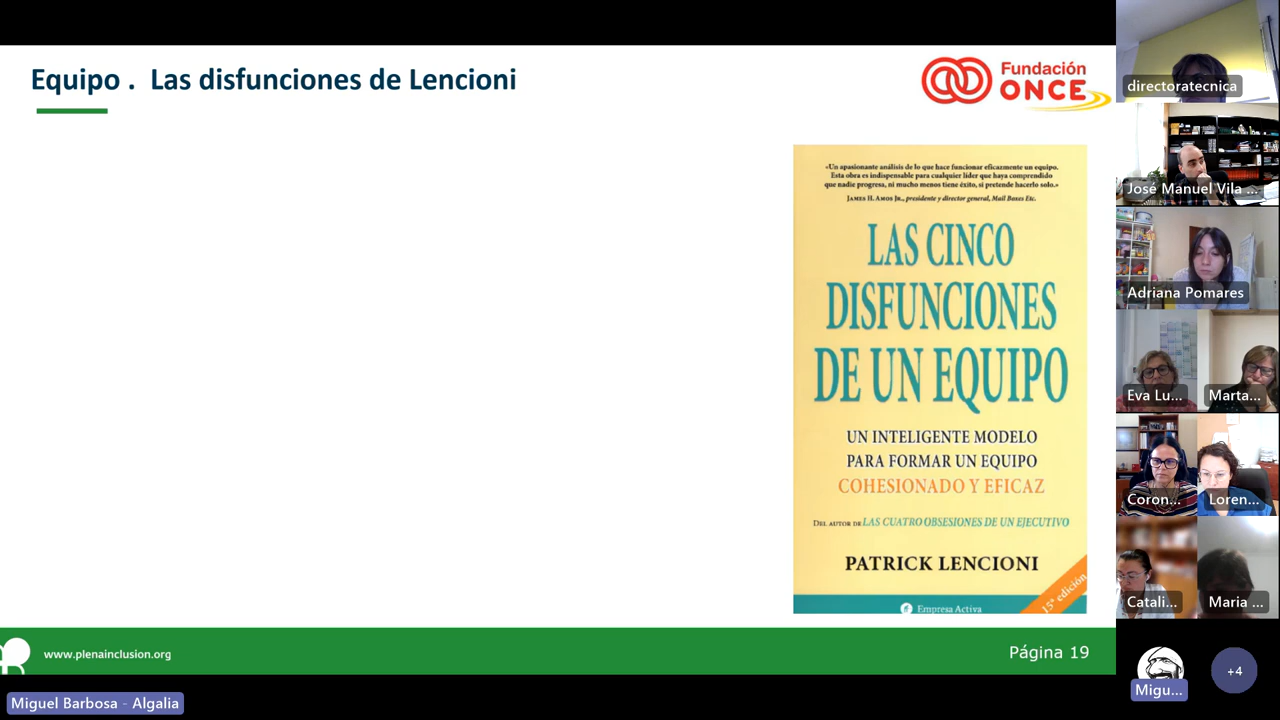 Equipo . Las disfunciones de Lencioni
Fundación
ONCE
«Un apasionante análisis de lo que hace funcionar eficazmente un equipo.
Esta obra es indispensable para cualquier líder que haya comprendido
que nadie progresa, ni mucho menos tiene éxito, si pretende hacerlo solo.»
James H. Amos Jr., presidente y director general, Mail Boxes Etc.
LAS CINCO
DISFUNCIONES
DE UN EQUIPO
UN INTELIGENTE MODELO
PARA FORMAR UN EQUIPO
COHESIONADO Y EFICAZ
Del autor de LAS CUATRO OBSESIONES DE UN EJECUTIVO
PATRICK LENCIONI
15ª edición
Empresa Activa
www.plenainclusion.org
Página 19
Miguel Barbosa - Algalia
directoratecnica
José Manuel Vila ...
Adriana Pomares
Eva Lu...
Marta...
Coron...
Loren...
Catali...
Maria ...
Migu...
+4